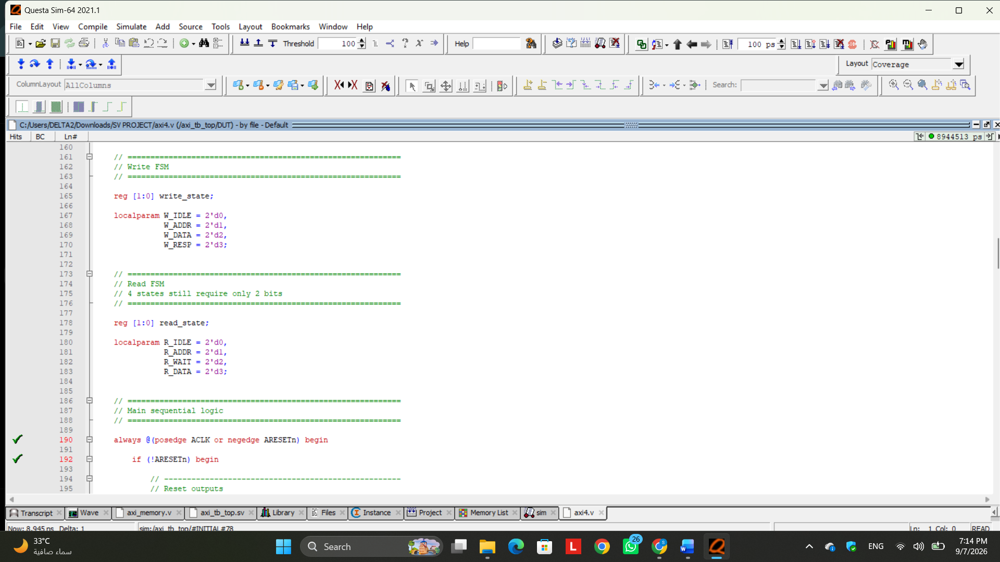 Questa Sim-64 2021.1
File Edit View Compile Simulate Add Source Tools Layout Bookmarks Window Help
Threshold 100 Help 100 ps
Layout Coverage
ColumnLayout AllColumns Search:
C:/Users/DELTA2/Downloads/SV PROJECT/axi4.v (/axi_tb_top/DUT) - by file - Default
Hits BC Ln# 8944513 ps
160
161 // ============================================================
162 // Write FSM
163 // ============================================================
164
165 reg [1:0] write_state;
166
167 localparam W_IDLE = 2'd0,
168 W_ADDR = 2'd1,
169 W_DATA = 2'd2,
170 W_RESP = 2'd3;
171
172
173 // ============================================================
174 // Read FSM
175 // 4 states still require only 2 bits
176 // ============================================================
177
178 reg [1:0] read_state;
179
180 localparam R_IDLE = 2'd0,
181 R_ADDR = 2'd1,
182 R_WAIT = 2'd2,
183 R_DATA = 2'd3;
184
185
186 // ============================================================
187 // Main sequential logic
188 // ============================================================
189
190 always @(posedge ACLK or negedge ARESETn) begin
191
192 if (!ARESETn) begin
193
194 // ----------------------------------------------------
195 // Reset outputs
Transcript Wave axi_memory.v axi_tb_top.sv Library Files Instance Project Memory List sim axi4.v
Now: 8,945 ns Delta: 1 sim:/axi_tb_top/#INITIAL#78 Ln: 1 Col: 0 READ
33°C
سماء صافية
Search
26
ENG
7:14 PM
9/7/2026